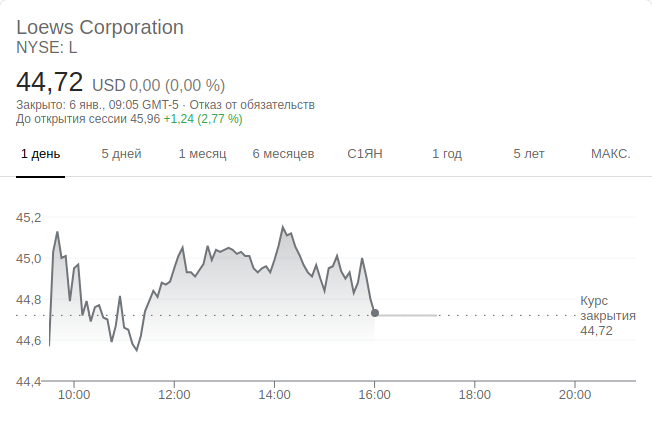 Loews Corporation
NYSE: L
44,72 USD 0,00 (0,00 %)
Закрыто: 6 янв., 09:05 GMT-5 · Отказ от обязательств
До открытия сессии 45,96 +1,24 (2,77 %)
1 день 5 дней 1 месяц 6 месяцев С1ЯН 1 год 5 лет МАКС.
45,2
45,0
44,8
Курс
закрытия
44,72
44,6
44,4
10:00 12:00 14:00 16:00 18:00 20:00